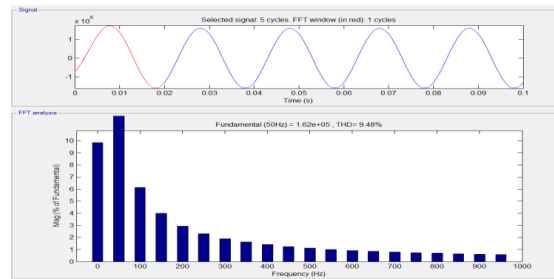 Signal
Selected signal: 5 cycles. FFT window (in red): 1 cycles
x 10^5
1
0
-1
0 0.01 0.02 0.03 0.04 0.05 0.06 0.07 0.08 0.09 0.1
Time (s)
FFT analysis
Fundamental (50Hz) = 1.62e+05 , THD= 9.48%
Mag (% of Fundamental)
10
9
8
7
6
5
4
3
2
1
0
0 100 200 300 400 500 600 700 800 900 1000
Frequency (Hz)